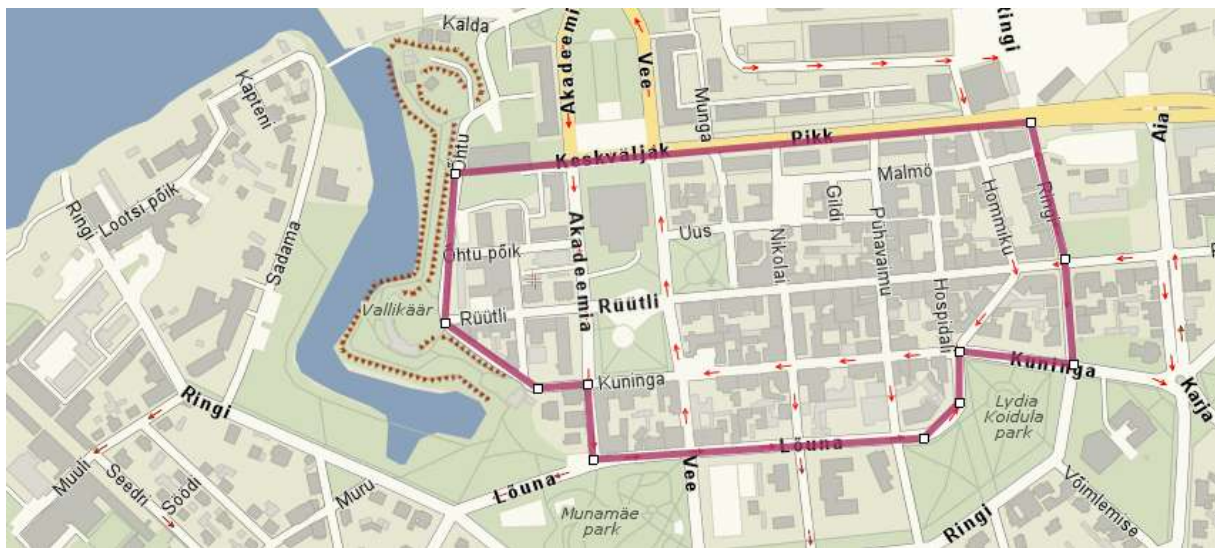 Kalda
Akadeemi
Vee
Ringi
Kapteni
Munga
Aia
Pikk
Keskväljak
Õhtu
Malmö
Ringi
Lootsi põik
Ringi
Sadama
Akadeemia
Gildi
Pühavaimu
Hommiku
Uus
Nikolai
Õhtu põik
Hospidali
Vallikäär
Rüütli
Rüütli
Kuninga
Kuninga
Karja
Lydia
Koidula
park
Ringi
Lõuna
Muuli
Seedri
Söödi
Muru
Lõuna
Vee
Võimlemise
Munamäe
park
Ringi